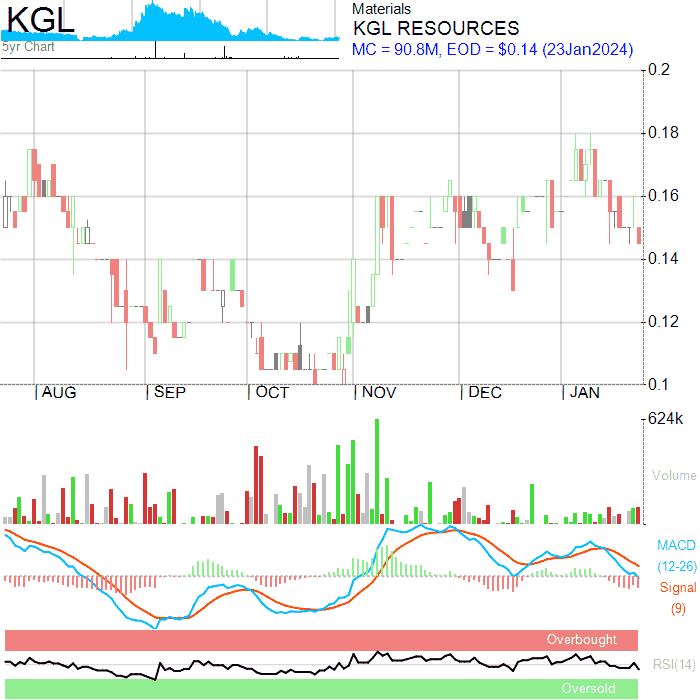 KGL
5yr Chart
Materials
KGL RESOURCES
MC = 90.8M, EOD = $0.14 (23Jan2024)
0.2
0.18
0.16
0.14
0.12
0.1
AUG SEP OCT NOV DEC JAN
624k
Volume
MACD
(12-26)
Signal
(9)
Overbought
RSI(14)
Oversold